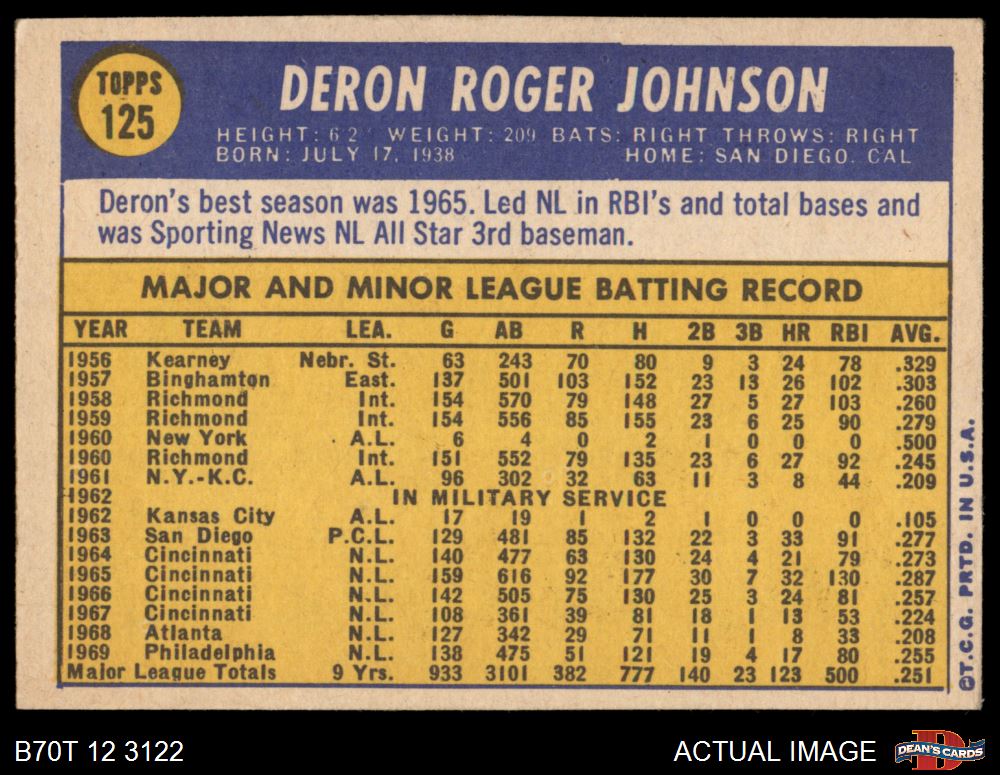 TOPPS
125
DERON ROGER JOHNSON
HEIGHT: 6 2" WEIGHT: 209 BATS: RIGHT THROWS: RIGHT
BORN: JULY 17, 1938 HOME: SAN DIEGO. CAL
Deron's best season was 1965. Led NL in RBI's and total bases and
was Sporting News NL All Star 3rd baseman.
MAJOR AND MINOR LEAGUE BATTING RECORD
YEAR TEAM LEA. G AB R H 2B 3B HR RBI AVG.
1956 Kearney Nebr. St. 63 243 70 80 9 3 24 78 .329
1957 Binghamton East. 137 501 103 152 23 13 26 102 .303
1958 Richmond Int. 154 570 79 148 27 5 27 103 .260
1959 Richmond Int. 154 556 85 155 23 6 25 90 .279
1960 New York A.L. 6 4 0 2 1 0 0 0 .500
1960 Richmond Int. 151 552 79 135 23 6 27 92 .245
1961 N.Y.-K.C. A.L. 96 302 32 63 11 3 8 44 .209
1962 IN MILITARY SERVICE
1962 Kansas City A.L. 17 19 1 2 1 0 0 0 .105
1963 San Diego P.C.L. 129 481 85 132 22 3 33 91 .277
1964 Cincinnati N.L. 140 477 63 130 24 4 21 79 .273
1965 Cincinnati N.L. 159 616 92 177 30 7 32 130 .287
1966 Cincinnati N.L. 142 505 75 130 25 3 24 81 .257
1967 Cincinnati N.L. 108 361 39 81 18 1 13 53 .224
1968 Atlanta N.L. 127 342 29 71 11 1 8 33 .208
1969 Philadelphia N.L. 138 475 51 121 19 4 17 80 .255
Major League Totals 9 Yrs. 933 3101 382 777 140 23 123 500 .251
©T.C.G. PRTD. IN U.S.A.
B70T 12 3122
ACTUAL IMAGE
DEAN'S CARDS